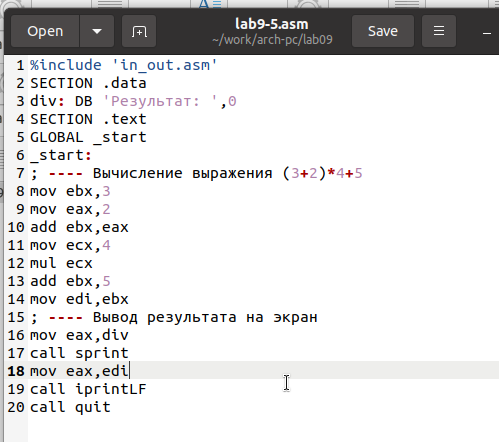 Open
lab9-5.asm
~/work/arch-pc/lab09
Save
1 %include 'in_out.asm'
2 SECTION .data
3 div: DB 'Результат: ',0
4 SECTION .text
5 GLOBAL _start
6 _start:
7 ; ---- Вычисление выражения (3+2)*4+5
8 mov ebx,3
9 mov eax,2
10 add ebx,eax
11 mov ecx,4
12 mul ecx
13 add ebx,5
14 mov edi,ebx
15 ; ---- Вывод результата на экран
16 mov eax,div
17 call sprint
18 mov eax,edi
19 call iprintLF
20 call quit